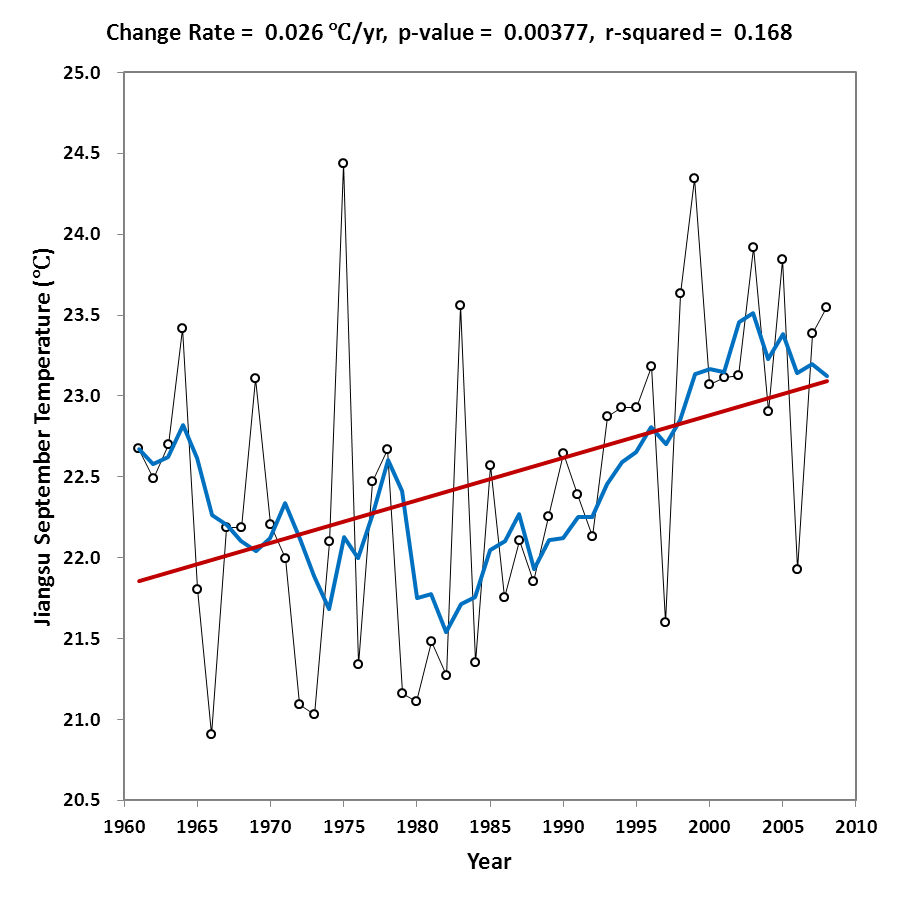 Change Rate = 0.026 ℃/yr, p-value = 0.00377, r-squared = 0.168
25.0
24.5
24.0
23.5
23.0
22.5
22.0
21.5
21.0
20.5
Jiangsu September Temperature (℃)
1960 1965 1970 1975 1980 1985 1990 1995 2000 2005 2010
Year